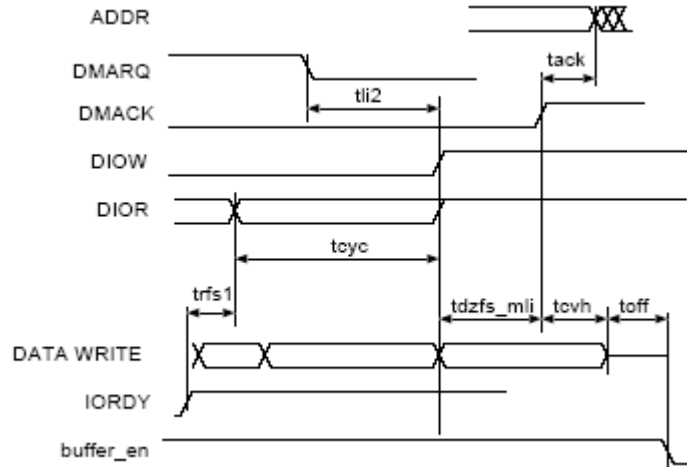 ADDR
tack
DMARQ
tli2
DMACK
DIOW
DIOR
tcyc
trfs1
tdzfs_mli tcvh toff
DATA WRITE
IORDY
buffer_en